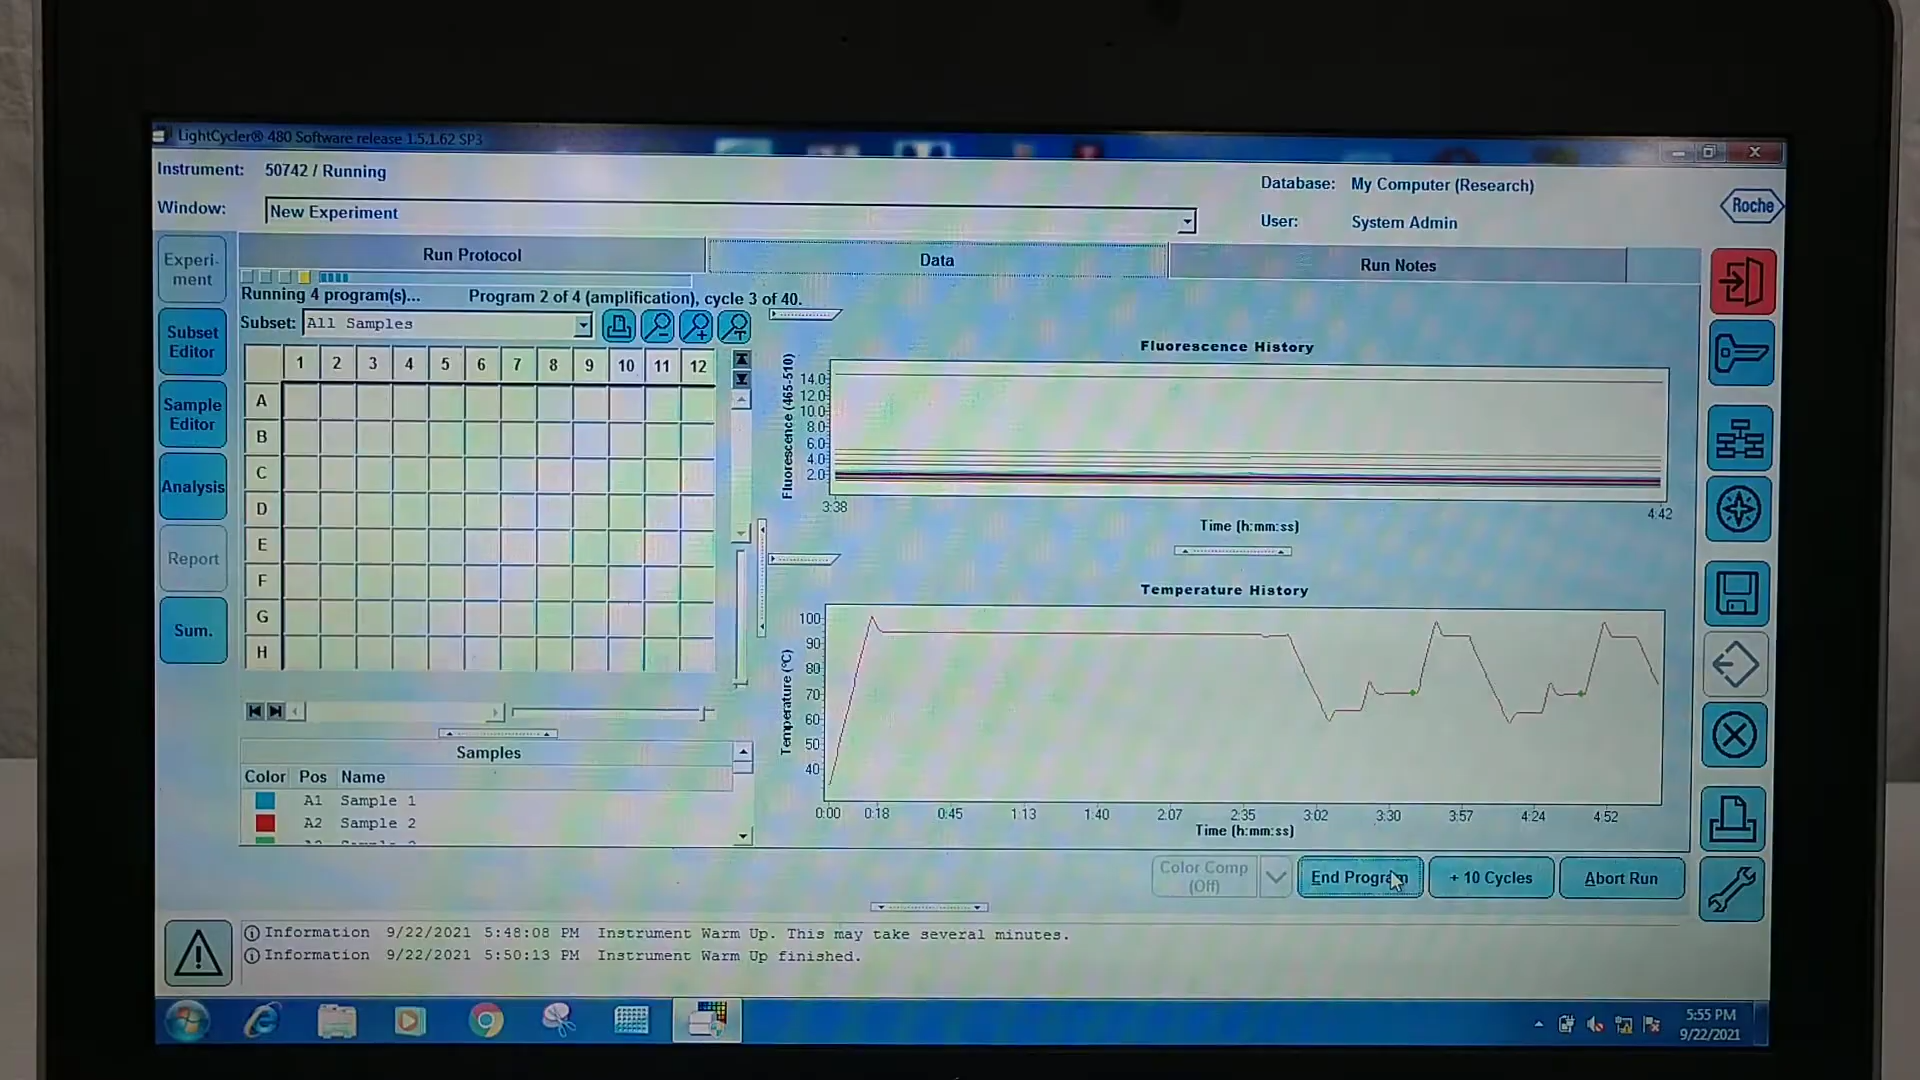 LightCycler® 480 Software release 1.5.1.62 SP3
Instrument: 50742 / Running
Database: My Computer (Research)
Window: New Experiment
User: System Admin
Roche
Experi-
ment
Subset
Editor
Sample
Editor
Analysis
Report
Sum.
Run Protocol
Data
Run Notes
Running 4 program(s)...
Program 2 of 4 (amplification), cycle 3 of 40.
Subset: All Samples
1 2 3 4 5 6 7 8 9 10 11 12
A
B
C
D
E
F
G
H
Samples
Color Pos Name
A1 Sample 1
A2 Sample 2
Fluorescence History
Fluorescence (465-510)
14.0
12.0
10.0
8.0
6.0
4.0
2.0
3:38
4:42
Time (h:mm:ss)
Temperature History
Temperature (°C)
100
90
80
70
60
50
40
0:00 0:18 0:45 1:13 1:40 2:07 2:35 3:02 3:30 3:57 4:24 4:52
Time (h:mm:ss)
Color Comp
(Off)
End Program
+ 10 Cycles
Abort Run
Information 9/22/2021 5:48:08 PM Instrument Warm Up. This may take several minutes.
Information 9/22/2021 5:50:13 PM Instrument Warm Up finished.
5:55 PM
9/22/2021